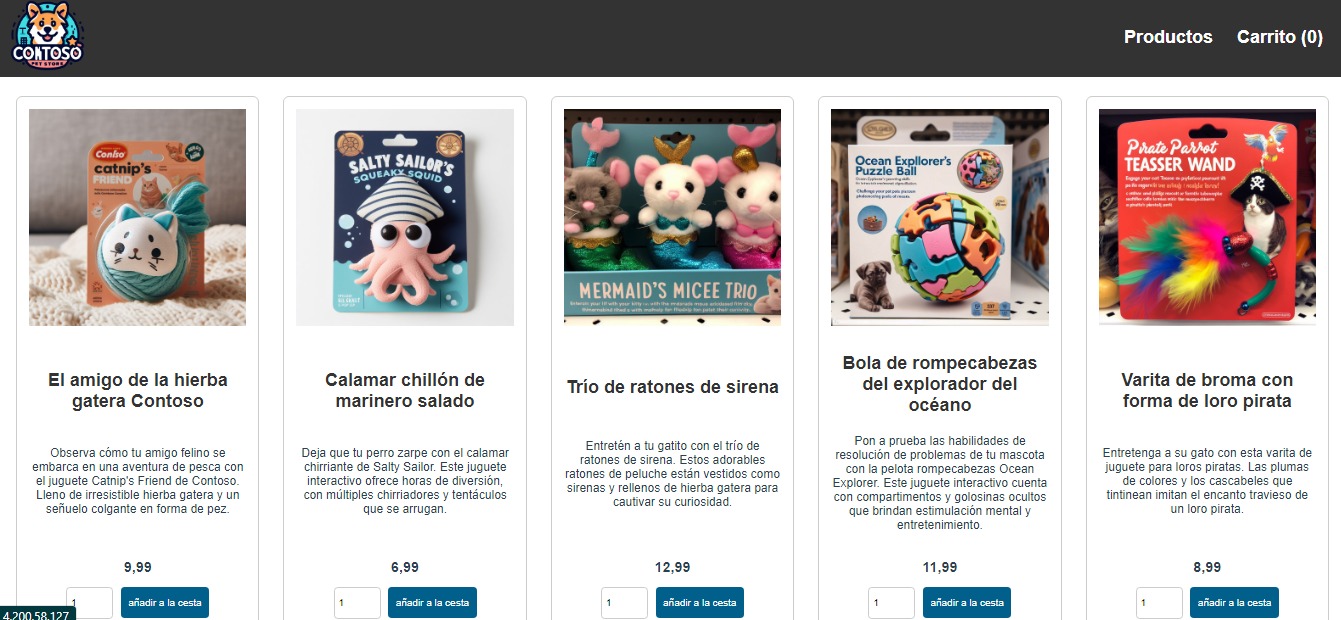 CONTOSO
PET STORE
Productos
Carrito (0)
Conlso
catnip's
FRIEND
El amigo de la hierba
gatera Contoso
Observa cómo tu amigo felino se
embarca en una aventura de pesca con
el juguete Catnip's Friend de Contoso.
Lleno de irresistible hierba gatera y un
señuelo colgante en forma de pez.
9,99
1
añadir a la cesta
SALTY SAILOR'S
SQUEAKY SQUID
Calamar chillón de
marinero salado
Deja que tu perro zarpe con el calamar
chirriante de Salty Sailor. Este juguete
interactivo ofrece horas de diversión,
con múltiples chirriadores y tentáculos
que se arrugan.
6,99
1
añadir a la cesta
MERMAID'S MICEE TRIO
Trío de ratones de sirena
Entretén a tu gatito con el trío de
ratones de sirena. Estos adorables
ratones de peluche están vestidos como
sirenas y rellenos de hierba gatera para
cautivar su curiosidad.
12,99
1
añadir a la cesta
Ocean Expllorer's
Puzzle Ball
Bola de rompecabezas
del explorador del
océano
Pon a prueba las habilidades de
resolución de problemas de tu mascota
con la pelota rompecabezas Ocean
Explorer. Este juguete interactivo cuenta
con compartimentos y golosinas ocultos
que brindan estimulación mental y
entretenimiento.
11,99
1
añadir a la cesta
Pirate Parrot
TEASSER WAND
Varita de broma con
forma de loro pirata
Entretenga a su gato con esta varita de
juguete para loros piratas. Las plumas
de colores y los cascabeles que
tintinean imitan el encanto travieso de
un loro pirata.
8,99
1
añadir a la cesta
4.200.58.127